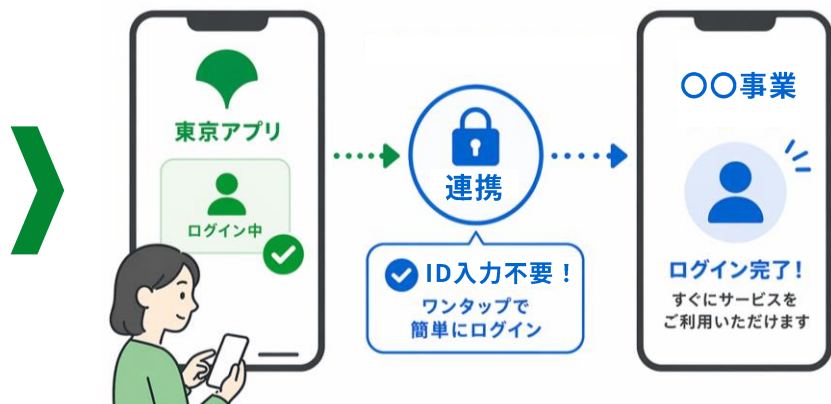 東京アプリ
ログイン中
連携
ID入力不要！
ワンタップで
簡単にログイン
〇〇事業
ログイン完了！
すぐにサービスを
ご利用いただけます